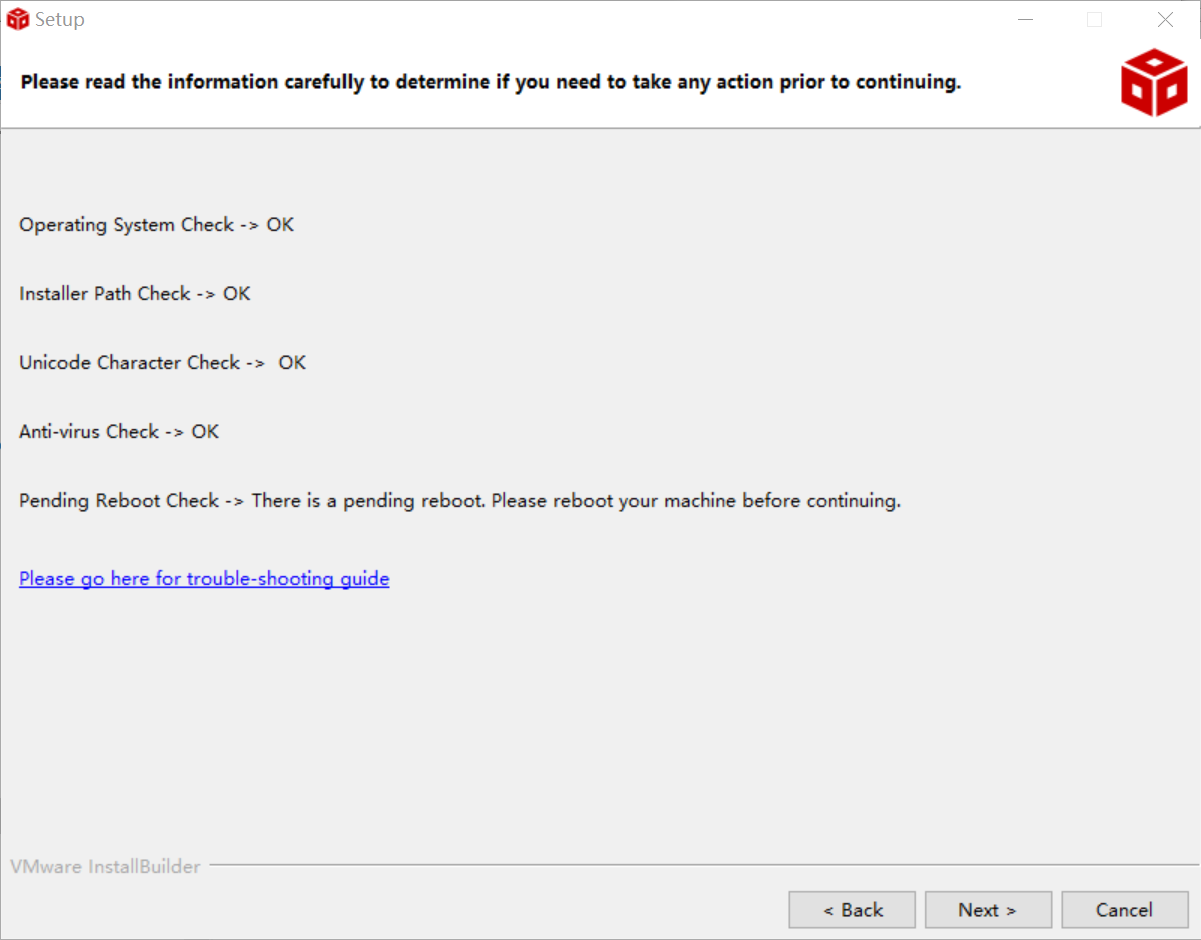 Setup
Please read the information carefully to determine if you need to take any action prior to continuing.
Operating System Check -> OK
Installer Path Check -> OK
Unicode Character Check ->  OK
Anti-virus Check -> OK
Pending Reboot Check -> There is a pending reboot. Please reboot your machine before continuing.
Please go here for trouble-shooting guide
VMware InstallBuilder
< Back
Next >
Cancel